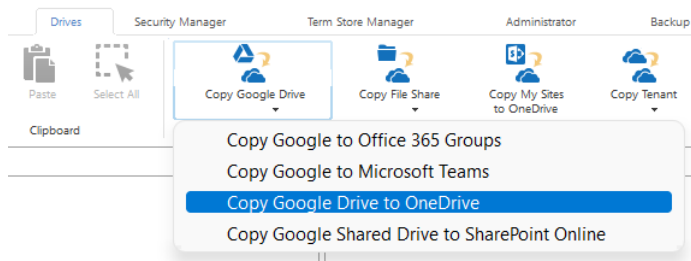 Drives Security Manager Term Store Manager Administrator Backup
Paste Select All Copy Google Drive Copy File Share Copy My Sites Copy Tenant
to OneDrive
Clipboard
Copy Google to Office 365 Groups
Copy Google to Microsoft Teams
Copy Google Drive to OneDrive
Copy Google Shared Drive to SharePoint Online